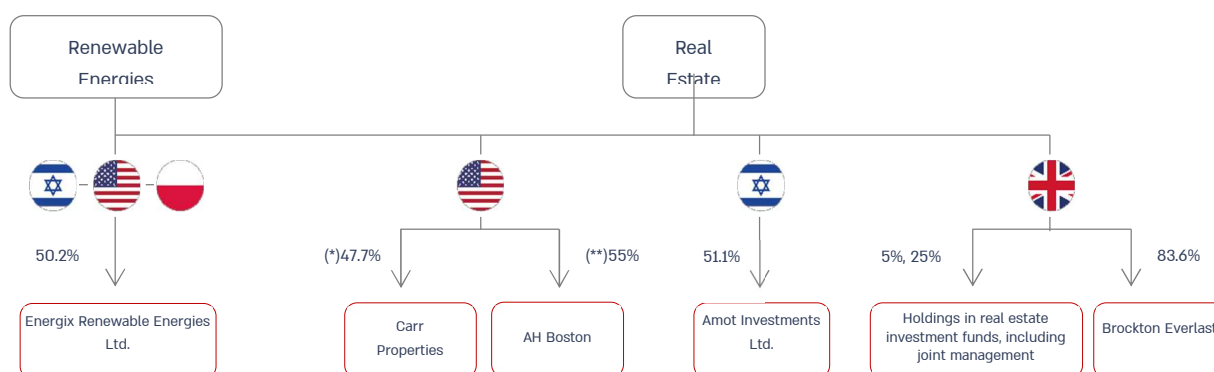 Renewable
Energies
Real
Estate
50.2%
(*)47.7%
(**)55%
51.1%
5%, 25%
83.6%
Energix Renewable Energies
Ltd.
Carr
Properties
AH Boston
Amot Investments
Ltd.
Holdings in real estate
investment funds, including
joint management
Brockton Everlast